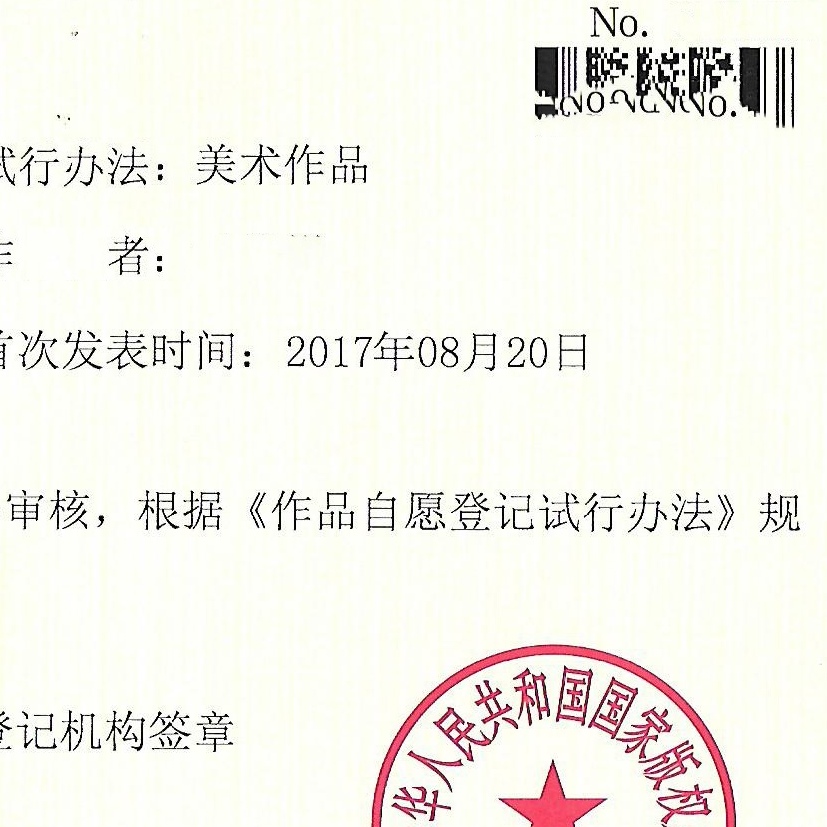 No.
试行办法：美术作品
作　　者：
首次发表时间：2017年08月20日
审核，根据《作品自愿登记试行办法》规
登记机构签章
华人民共和国国家版权